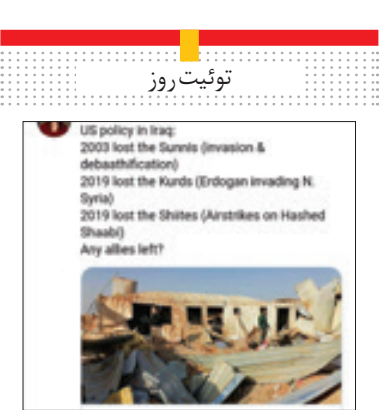 توئیت روز
US policy in Iraq:
2003 lost the Sunnis (invasion &
debaathification)
2019 lost the Kurds (Erdogan invading N.
Syria)
2019 lost the Shiites (Airstrikes on Hashed
Shaabi)
Any allies left?